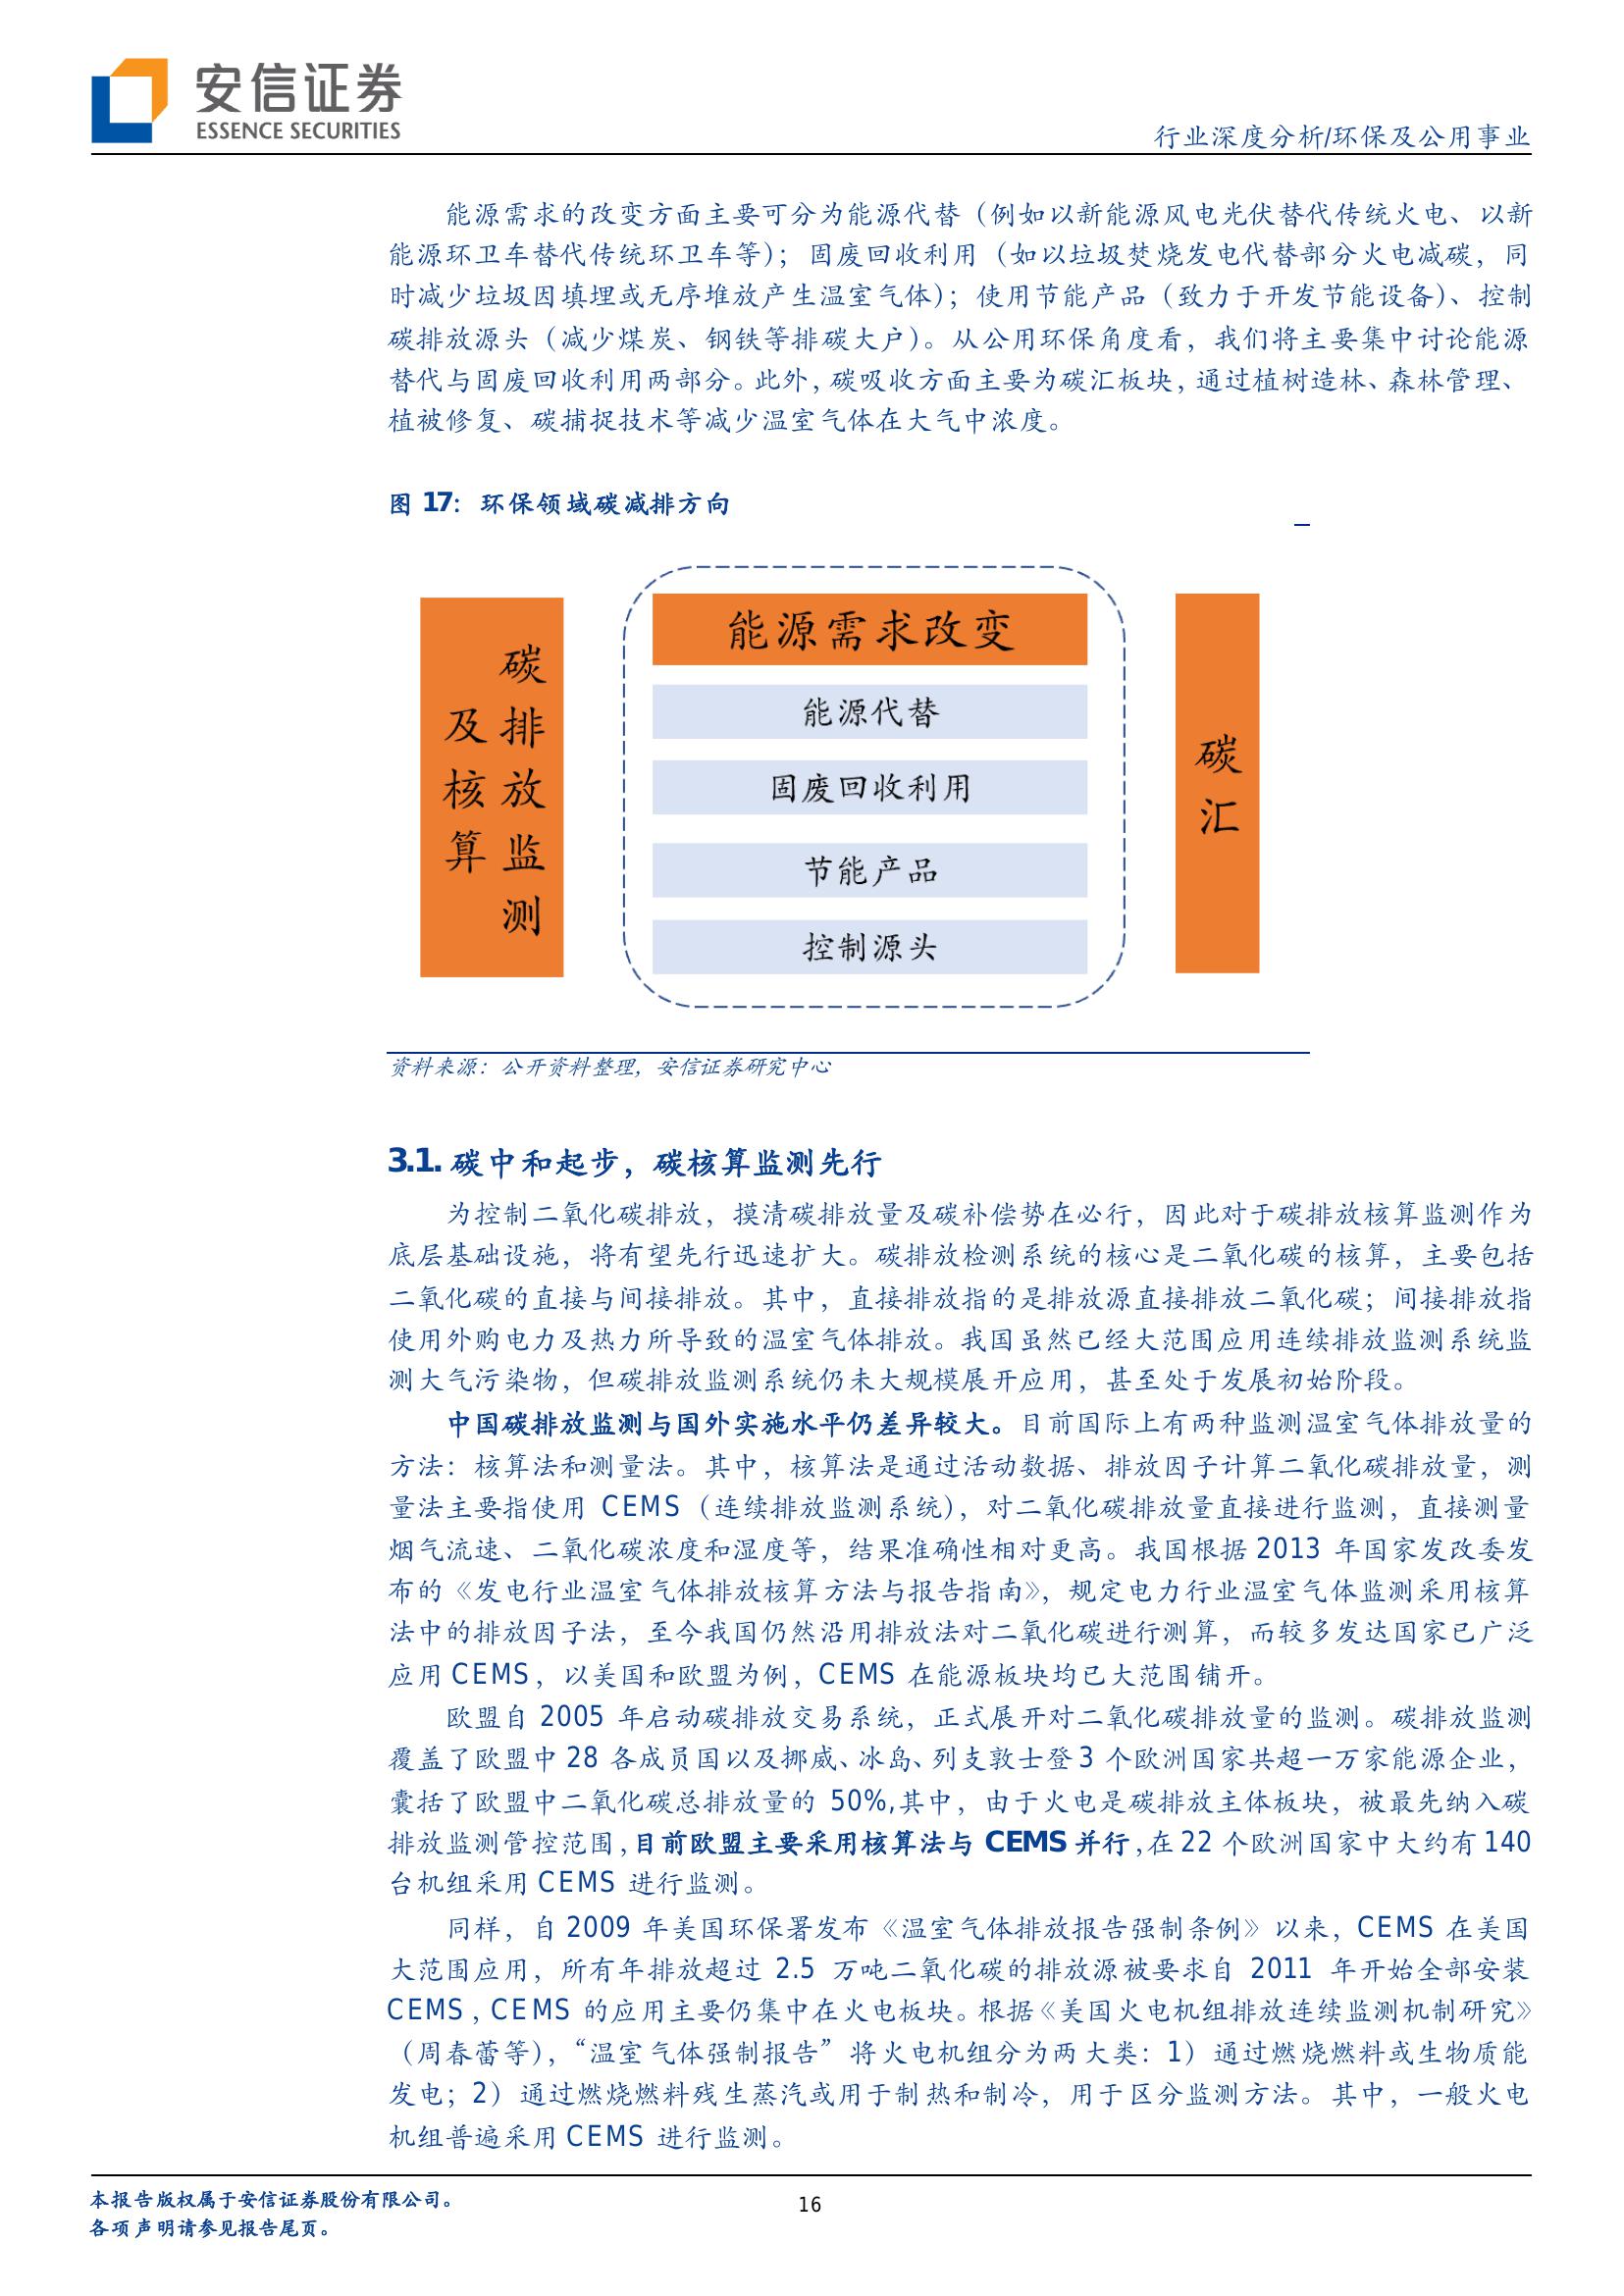 安信证券
ESSENCE SECURITIES
行业深度分析/环保及公用事业
能源需求的改变方面主要可分为能源代替（例如以新能源风电光伏替代传统火电、以新
能源环卫车替代传统环卫车等）；固废回收利用（如以垃圾焚烧发电代替部分火电减碳，同
时减少垃圾因填埋或无序堆放产生温室气体）；使用节能产品（致力于开发节能设备）、控制
碳排放源头（减少煤炭、钢铁等排碳大户）。从公用环保角度看，我们将主要集中讨论能源
替代与固废回收利用两部分。此外，碳吸收方面主要为碳汇板块，通过植树造林、森林管理、
植被修复、碳捕捉技术等减少温室气体在大气中浓度。
图 17：环保领域碳减排方向
碳排放监测
及核算
能源需求改变
能源代替
固废回收利用
节能产品
控制源头
碳汇
资料来源：公开资料整理，安信证券研究中心
3.1. 碳中和起步，碳核算监测先行
为控制二氧化碳排放，摸清碳排放量及碳补偿势在必行，因此对于碳排放核算监测作为
底层基础设施，将有望先行迅速扩大。碳排放检测系统的核心是二氧化碳的核算，主要包括
二氧化碳的直接与间接排放。其中，直接排放指的是排放源直接排放二氧化碳；间接排放指
使用外购电力及热力所导致的温室气体排放。我国虽然已经大范围应用连续排放监测系统监
测大气污染物，但碳排放监测系统仍未大规模展开应用，甚至处于发展初始阶段。
中国碳排放监测与国外实施水平仍差异较大。目前国际上有两种监测温室气体排放量的
方法：核算法和测量法。其中，核算法是通过活动数据、排放因子计算二氧化碳排放量，测
量法主要指使用 CEMS（连续排放监测系统），对二氧化碳排放量直接进行监测，直接测量
烟气流速、二氧化碳浓度和湿度等，结果准确性相对更高。我国根据 2013 年国家发改委发
布的《发电行业温室气体排放核算方法与报告指南》，规定电力行业温室气体监测采用核算
法中的排放因子法，至今我国仍然沿用排放法对二氧化碳进行测算，而较多发达国家已广泛
应用 CEMS，以美国和欧盟为例，CEMS 在能源板块均已大范围铺开。
欧盟自 2005 年启动碳排放交易系统，正式展开对二氧化碳排放量的监测。碳排放监测
覆盖了欧盟中 28 各成员国以及挪威、冰岛、列支敦士登 3 个欧洲国家共超一万家能源企业，
囊括了欧盟中二氧化碳总排放量的 50%,其中，由于火电是碳排放主体板块，被最先纳入碳
排放监测管控范围，目前欧盟主要采用核算法与 CEMS 并行，在 22 个欧洲国家中大约有 140
台机组采用 CEMS 进行监测。
同样，自 2009 年美国环保署发布《温室气体排放报告强制条例》以来，CEMS 在美国
大范围应用，所有年排放超过 2.5 万吨二氧化碳的排放源被要求自 2011 年开始全部安装
CEMS，CEMS 的应用主要仍集中在火电板块。根据《美国火电机组排放连续监测机制研究》
（周春蕾等），“温室气体强制报告”将火电机组分为两大类：1）通过燃烧燃料或生物质能
发电；2）通过燃烧燃料残生蒸汽或用于制热和制冷，用于区分监测方法。其中，一般火电
机组普遍采用 CEMS 进行监测。
本报告版权属于安信证券股份有限公司。
各项声明请参见报告尾页。
16